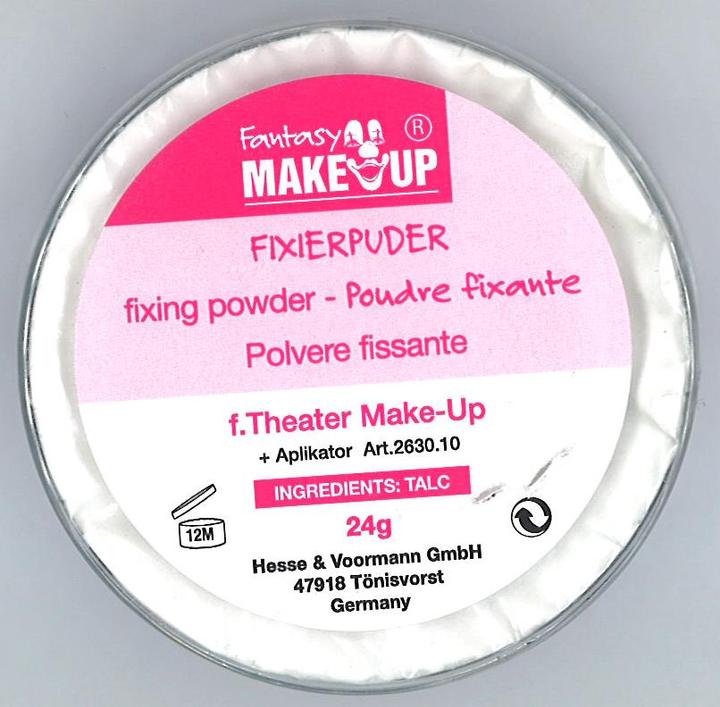 Fantasy ®
MAKE UP
FIXIERPUDER
fixing powder - Poudre fixante
Polvere fissante
f.Theater Make-Up
+ Aplikator Art.2630.10
INGREDIENTS: TALC
12M
24g
Hesse & Voormann GmbH
47918 Tönisvorst
Germany